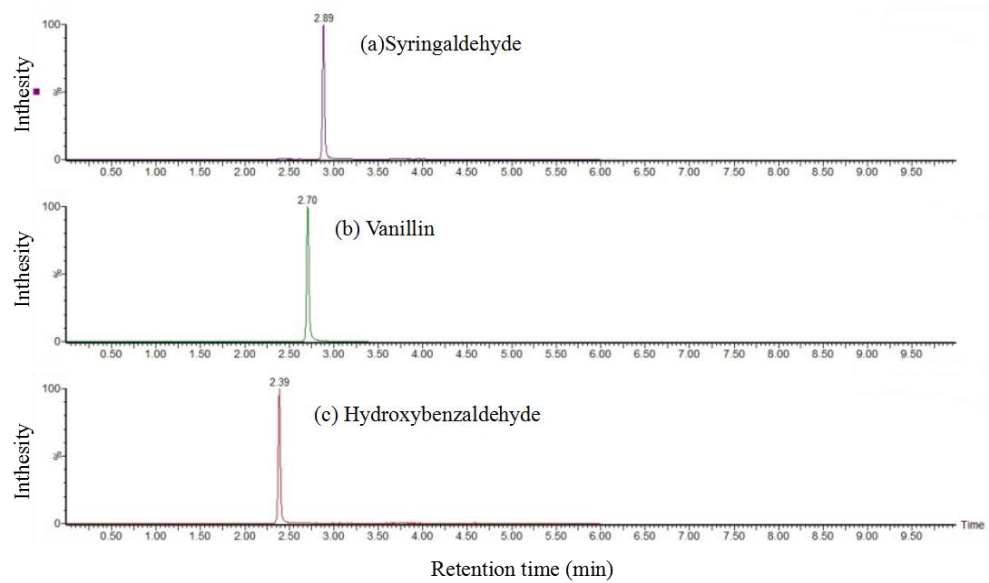 2.89
100
(a)Syringaldehyde
Inthesity
%
0
0.50 1.00 1.50 2.00 2.50 3.00 3.50 4.00 4.50 5.00 5.50 6.00 6.50 7.00 7.50 8.00 8.50 9.00 9.50
2.70
100
(b) Vanillin
Inthesity
%
0
0.50 1.00 1.50 2.00 2.50 3.00 3.50 4.00 4.50 5.00 5.50 6.00 6.50 7.00 7.50 8.00 8.50 9.00 9.50
2.39
100
(c) Hydroxybenzaldehyde
Inthesity
%
0
Time
0.50 1.00 1.50 2.00 2.50 3.00 3.50 4.00 4.50 5.00 5.50 6.00 6.50 7.00 7.50 8.00 8.50 9.00 9.50
Retention time (min)